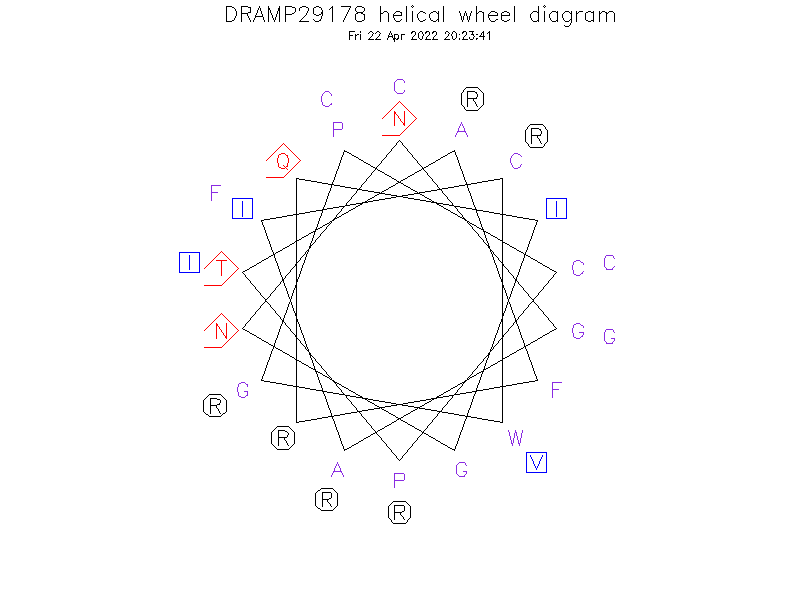 DRAMP29178 helical wheel diagram
Fri 22 Apr 2022 20:23:41
C
C
R
P
N
A
R
Q
C
F
I
I
I
T
C
C
N
G
G
G
F
R
R
W
V
A
P
G
R
R